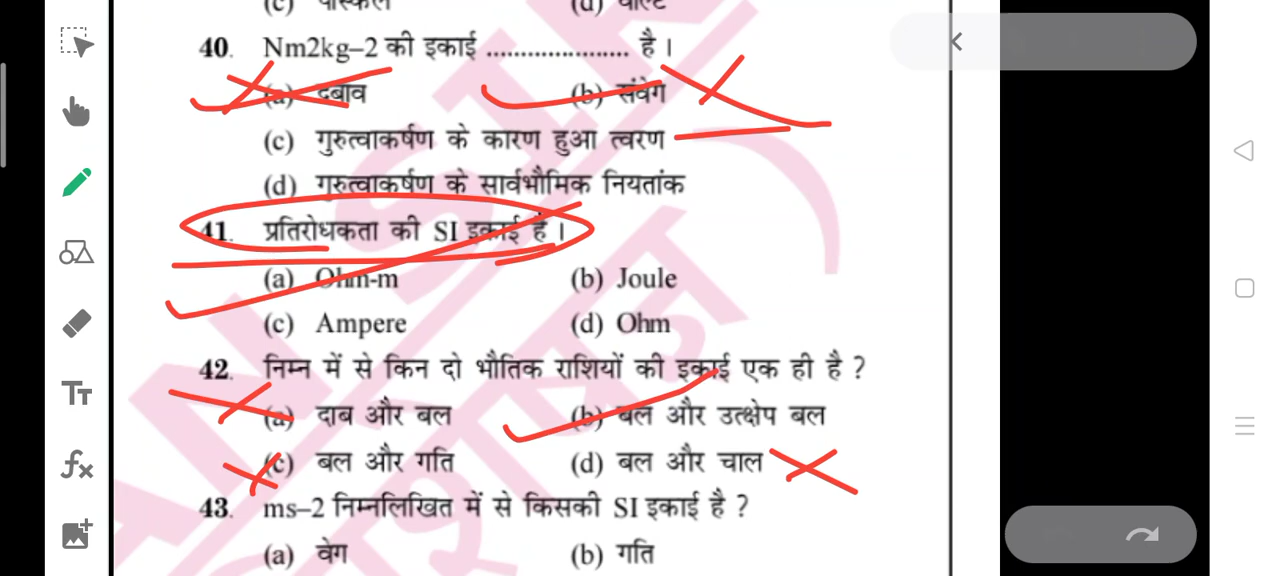 (c) पास्कल (d) वोल्ट
40. Nm2kg–2 की इकाई ..................... है।
(a) दबाव (b) संवेग
(c) गुरुत्वाकर्षण के कारण हुआ त्वरण
(d) गुरुत्वाकर्षण के सार्वभौमिक नियतांक
41. प्रतिरोधकता की SI इकाई है।
(a) Ohm-m (b) Joule
(c) Ampere (d) Ohm
42. निम्न में से किन दो भौतिक राशियों की इकाई एक ही है ?
(a) दाब और बल (b) बल और उत्क्षेप बल
(c) बल और गति (d) बल और चाल
43. ms–2 निम्नलिखित में से किसकी SI इकाई है ?
(a) वेग (b) गति